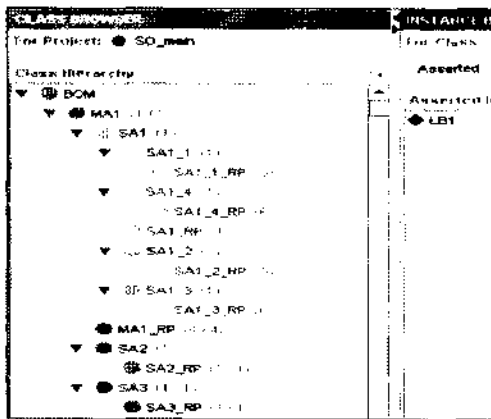 CLASS BROWSER
For Project: SO_main
Class Hierarchy
BOM
MA1
SA1
SA1_1
SA1_1_RP
SA1_4
SA1_4_RP
SA1_RP
SA1_2
SA1_2_RP
SA1_3
SA1_3_RP
MA1_RP
SA2
SA2_RP
SA3
SA3_RP
INSTANCE
For Class
Asserted
Asserted
LB1